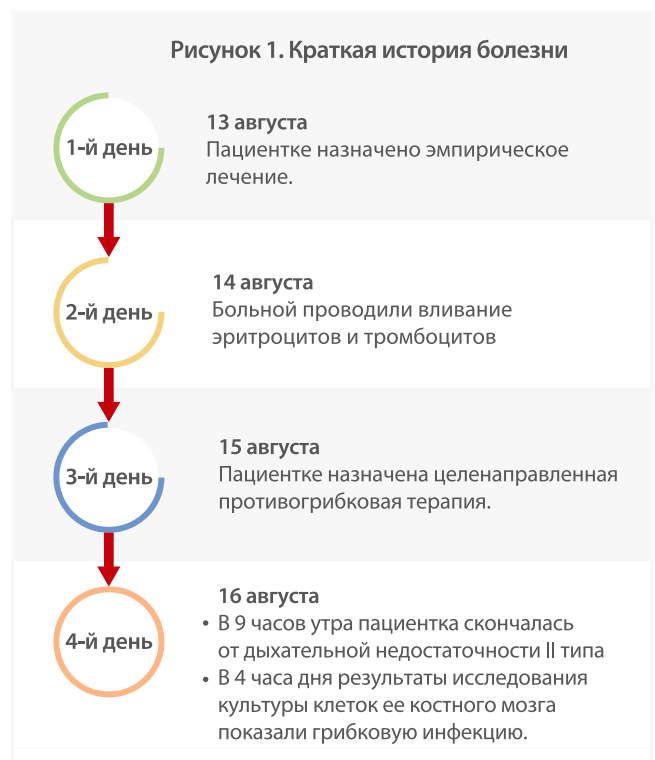 Рисунок 1. Краткая история болезни
1-й день
13 августа
Пациентке назначено эмпирическое
лечение.
2-й день
14 августа
Больной проводили вливание
эритроцитов и тромбоцитов
3-й день
15 августа
Пациентке назначена целенаправленная
противогрибковая терапия.
4-й день
16 августа
• В 9 часов утра пациентка скончалась
от дыхательной недостаточности II типа
• В 4 часа дня результаты исследования
культуры клеток ее костного мозга
показали грибковую инфекцию.